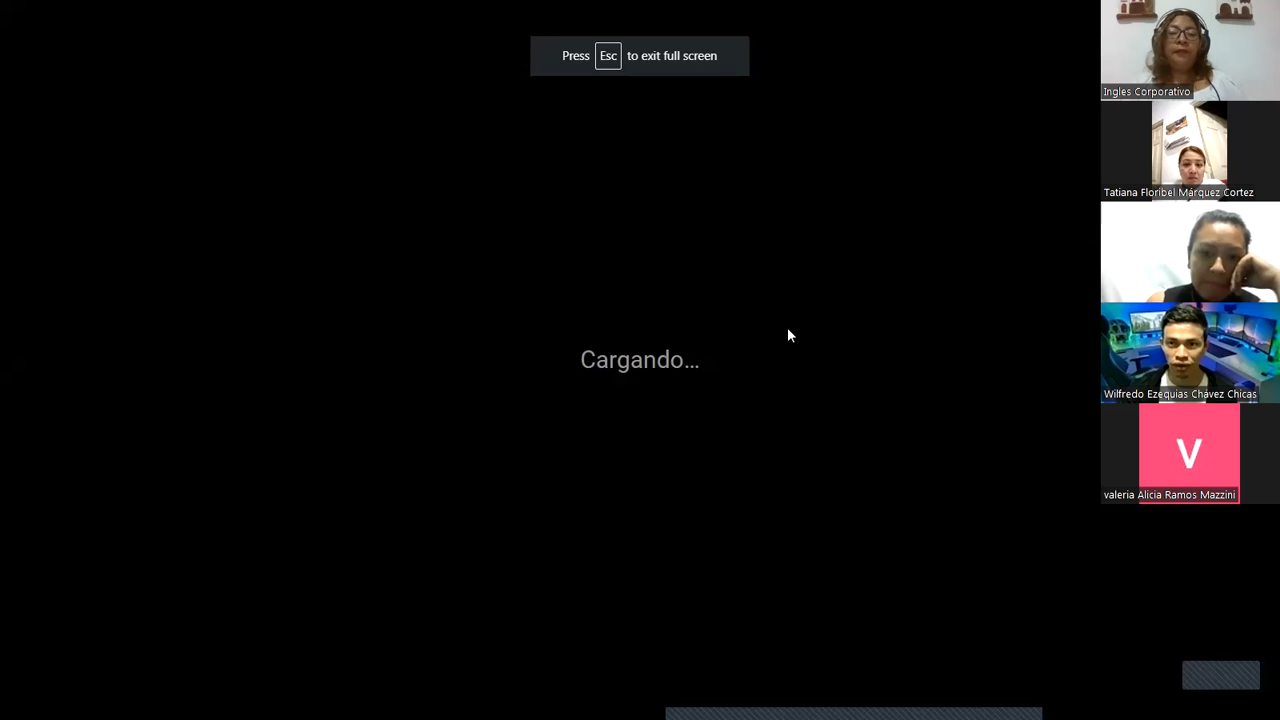 Press Esc to exit full screen
Ingles Corporativo
Tatiana Floribel Márquez Cortez
Cargando...
Wilfredo Ezequias Chávez Chicas
V
valeria Alicia Ramos Mazzini